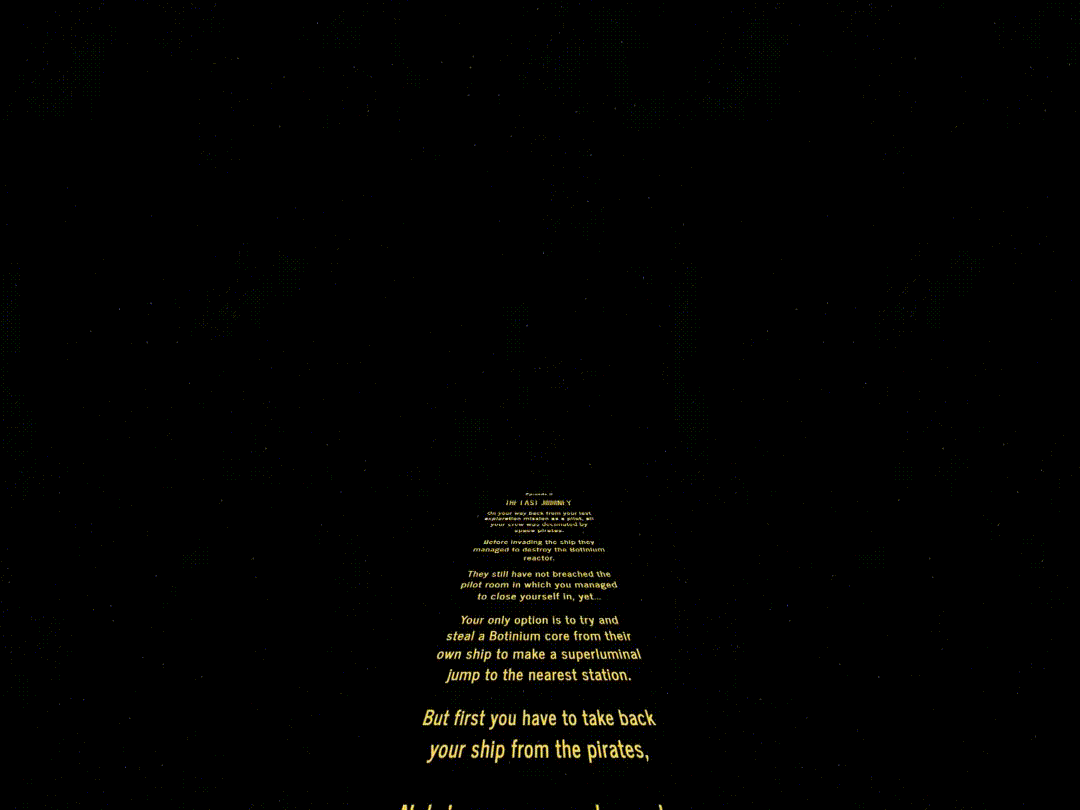 THE LAST JOURNEY
On your way back from your last
exploration mission as a pilot, all
your crew was decimated by
space pirates.
Before invading the ship they
managed to destroy the Botinium
reactor.
They still have not breached the
pilot room in which you managed
to close yourself in, yet...
Your only option is to try and
steal a Botinium core from their
own ship to make a superluminal
jump to the nearest station.
But first you have to take back
your ship from the pirates,